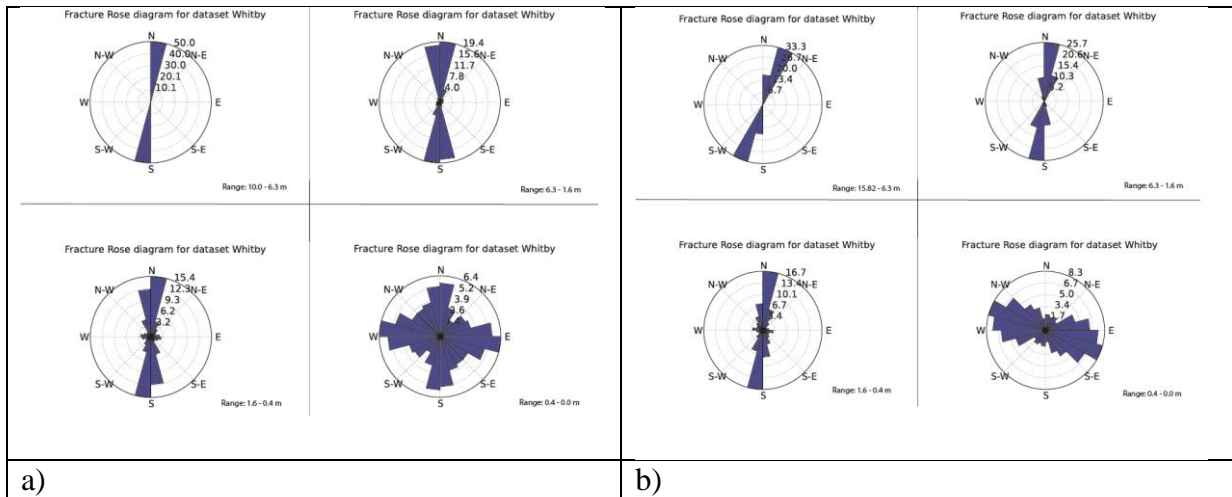 Fracture Rose diagram for dataset Whitby
N
50.0
N-W
40.0
N-E
30.0
20.1
10.1
W
E
S-W
S-E
S
Range: 10.0 - 6.3 m
Fracture Rose diagram for dataset Whitby
N
19.4
N-W
15.6
N-E
11.7
7.8
4.0
W
E
S-W
S-E
S
Range: 6.3 - 1.6 m
Fracture Rose diagram for dataset Whitby
N
15.4
N-W
12.3
N-E
9.3
6.2
3.2
W
E
S-W
S-E
S
Range: 1.6 - 0.4 m
Fracture Rose diagram for dataset Whitby
N
6.4
N-W
5.2
N-E
3.9
W
E
S-W
S-E
S
Range: 0.4 - 0.0 m
a)
Fracture Rose diagram for dataset Whitby
N
33.3
N-W
N-E
20.0
13.4
W
E
S-W
S-E
S
Range: 15.82 - 6.3 m
Fracture Rose diagram for dataset Whitby
N
25.7
N-W
20.6
N-E
15.4
10.3
W
E
S-W
S-E
S
Range: 6.3 - 1.6 m
Fracture Rose diagram for dataset Whitby
N
16.7
N-W
13.4
N-E
10.1
6.7
3.4
W
E
S-W
S-E
S
Range: 1.6 - 0.4 m
Fracture Rose diagram for dataset Whitby
N
8.3
N-W
6.7
N-E
5.0
3.4
1.7
W
E
S-W
S-E
S
Range: 0.4 - 0.0 m
b)